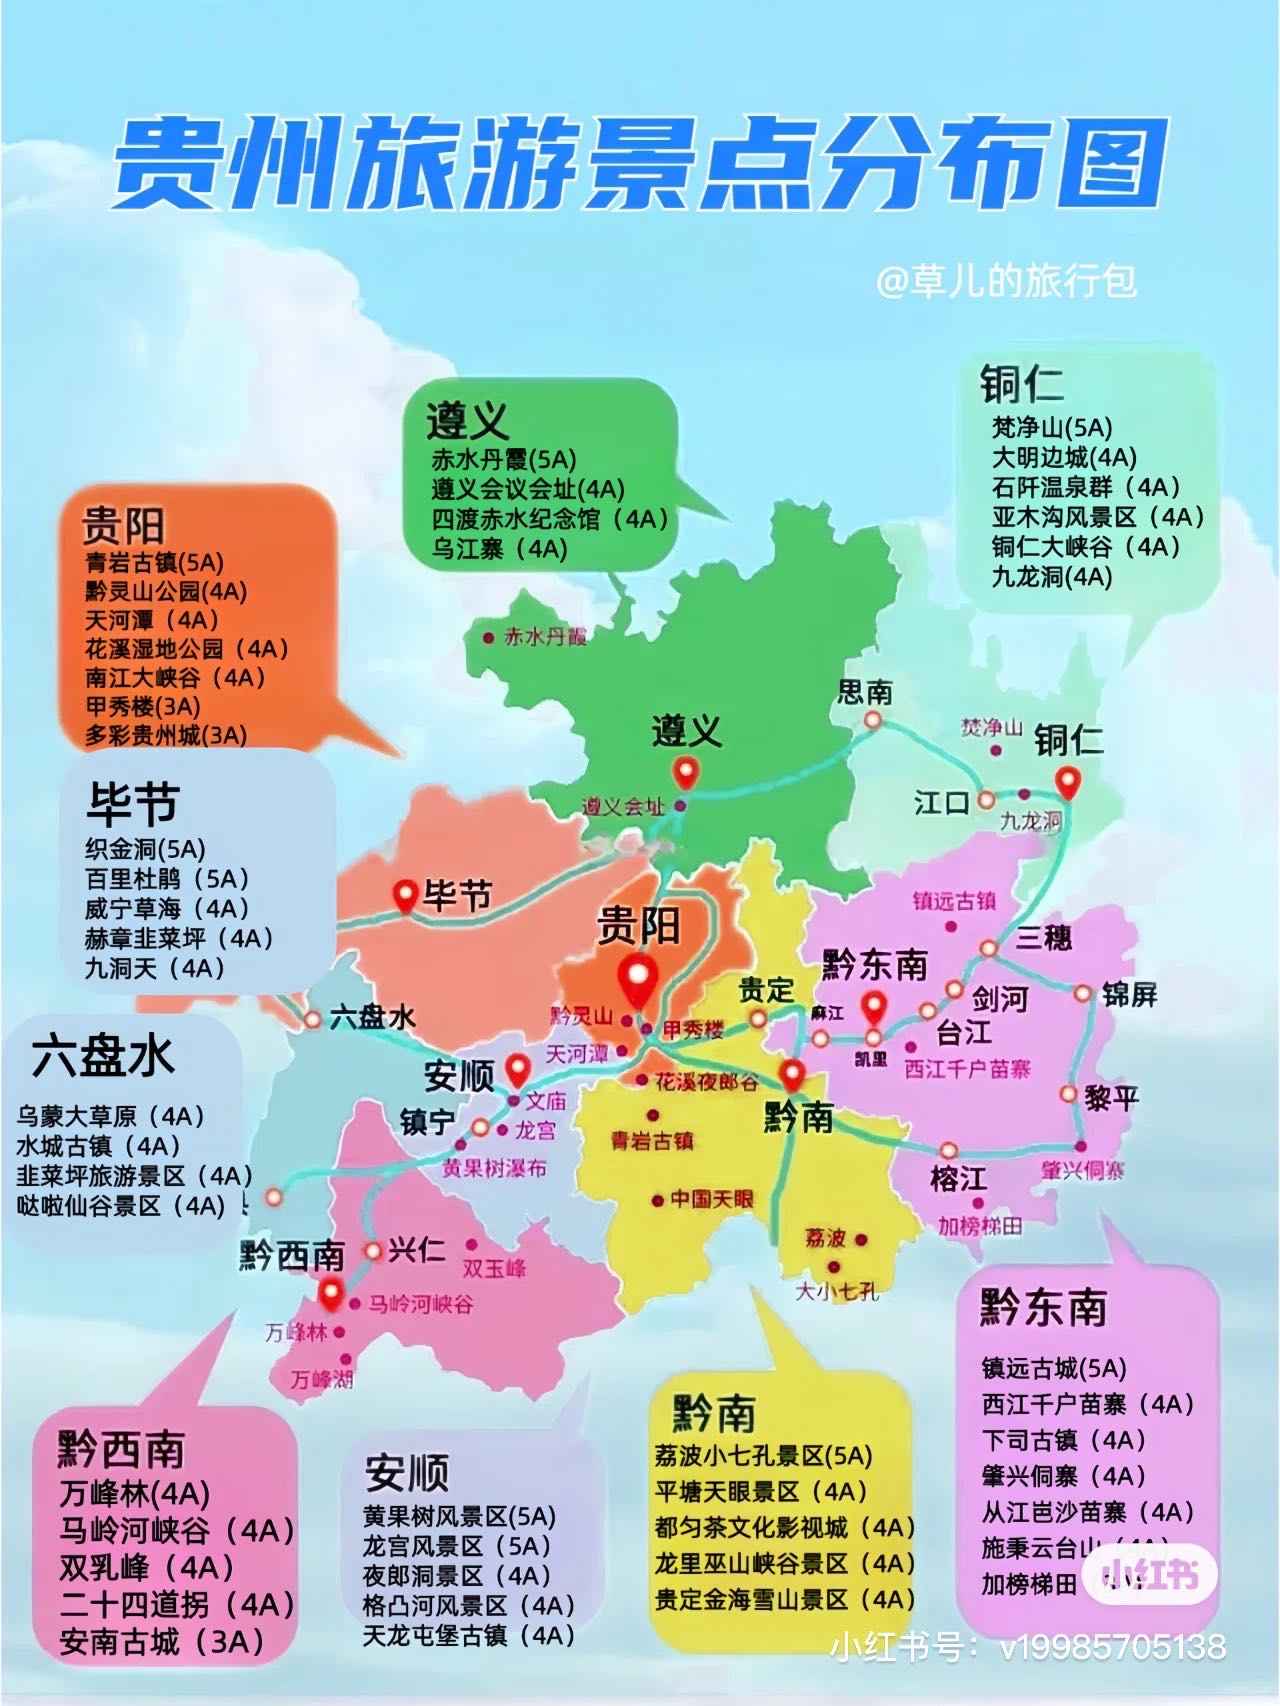 贵州旅游景点分布图
@草儿的旅行包
铜仁
梵净山(5A)
大明边城(4A)
石阡温泉群（4A）
亚木沟风景区（4A）
铜仁大峡谷（4A）
九龙洞(4A)
遵义
赤水丹霞(5A)
遵义会议会址(4A)
四渡赤水纪念馆（4A）
乌江寨（4A)
贵阳
青岩古镇(5A)
黔灵山公园(4A)
天河潭（4A）
花溪湿地公园（4A）
南江大峡谷（4A）
甲秀楼(3A)
多彩贵州城(3A)
毕节
织金洞(5A)
百里杜鹃（5A）
威宁草海（4A）
赫章韭菜坪（4A）
九洞天（4A）
六盘水
乌蒙大草原（4A）
水城古镇（4A）
韭菜坪旅游景区（4A）
哒啦仙谷景区（4A)
赤水丹霞
思南
遵义
焚净山
铜仁
江口
九龙洞
遵义会址
毕节
贵阳
镇远古镇
三穗
黔东南
贵定
剑河
锦屏
六盘水
黔灵山
甲秀楼
麻江
台江
凯里
天河潭
西江千户苗寨
安顺
花溪夜郎谷
文庙
黔南
黎平
镇宁
龙宫
青岩古镇
黄果树瀑布
榕江
肇兴侗寨
中国天眼
加榜梯田
黔西南
兴仁
双玉峰
荔波
大小七孔
马岭河峡谷
万峰林
万峰湖
黔西南
万峰林(4A)
马岭河峡谷（4A）
双乳峰（4A）
二十四道拐（4A）
安南古城（3A）
安顺
黄果树风景区(5A)
龙宫风景区（5A）
夜郎洞景区（4A）
格凸河风景区（4A）
天龙屯堡古镇（4A）
黔南
荔波小七孔景区(5A)
平塘天眼景区（4A）
都匀茶文化影视城（4A）
龙里巫山峡谷景区（4A）
贵定金海雪山景区（4A）
黔东南
镇远古城(5A)
西江千户苗寨（4A）
下司古镇（4A）
肇兴侗寨（4A）
从江岜沙苗寨（4A）
施秉云台山
加榜梯田
小红书
小红书号：v19985705138